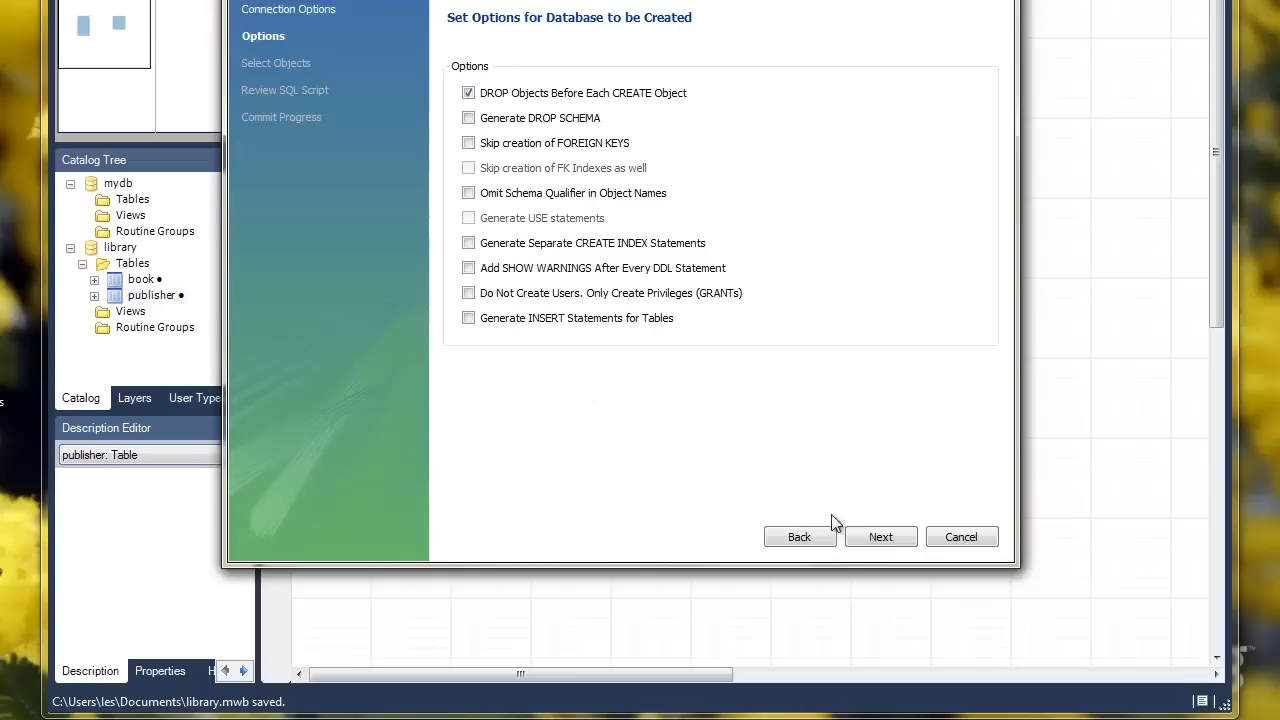 Connection Options
Options
Select Objects
Review SQL Script
Commit Progress
Set Options for Database to be Created
Options
DROP Objects Before Each CREATE Object
Generate DROP SCHEMA
Skip creation of FOREIGN KEYS
Skip creation of FK Indexes as well
Omit Schema Qualifier in Object Names
Generate USE statements
Generate Separate CREATE INDEX Statements
Add SHOW WARNINGS After Every DDL Statement
Do Not Create Users. Only Create Privileges (GRANTs)
Generate INSERT Statements for Tables
Back
Next
Cancel
Catalog Tree
mydb
Tables
Views
Routine Groups
library
Tables
book
publisher
Views
Routine Groups
Catalog
Layers
User Type
Description Editor
publisher: Table
Description
Properties
H
C:\Users\les\Documents\library.mwb saved.